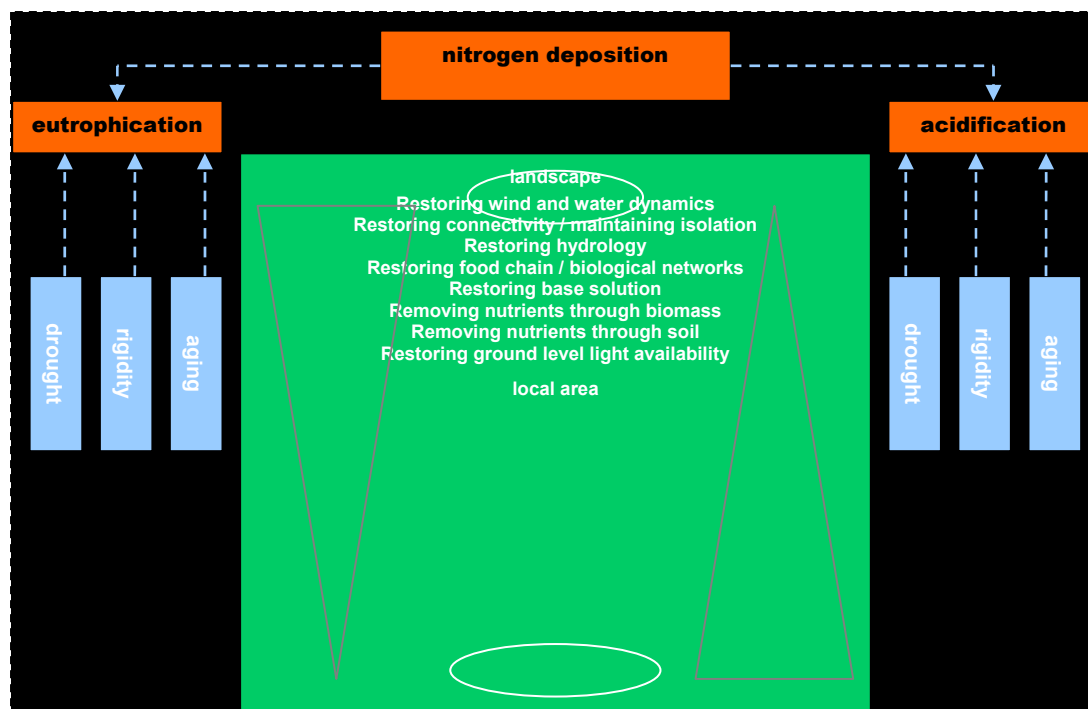 nitrogen deposition
eutrophication
acidification
landscape
Restoring wind and water dynamics
Restoring connectivity / maintaining isolation
Restoring hydrology
Restoring food chain / biological networks
Restoring base solution
Removing nutrients through biomass
Removing nutrients through soil
Restoring ground level light availability
local area
drought
rigidity
aging
drought
rigidity
aging